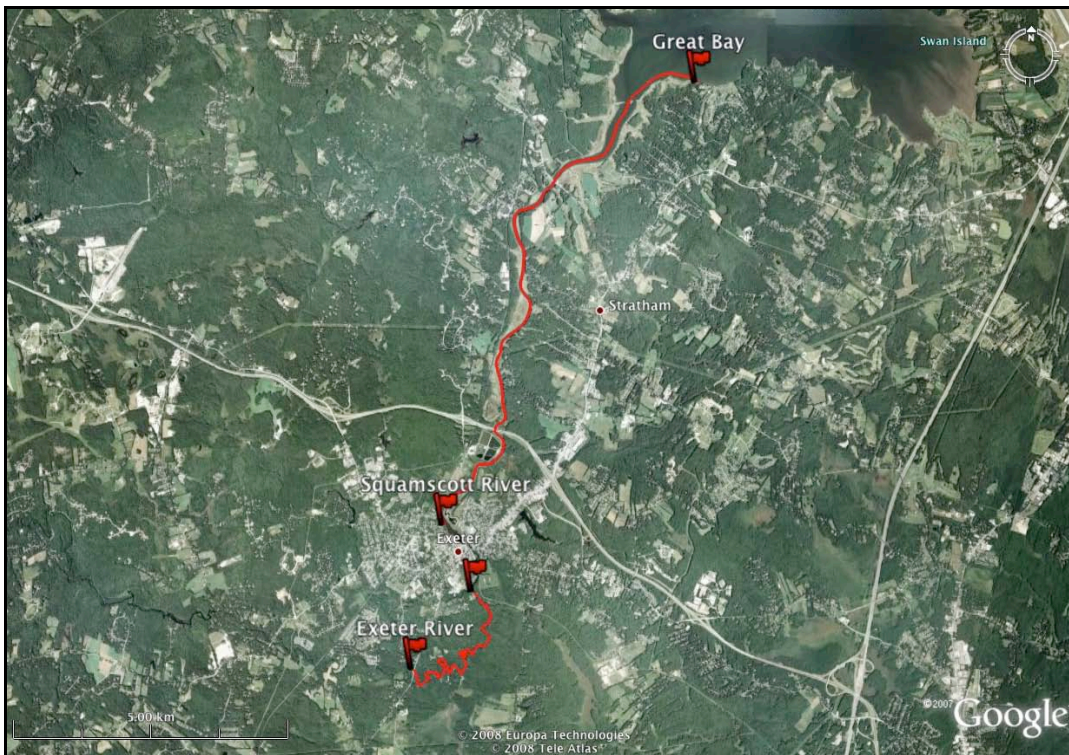 Great Bay
Swan Island
N
Stratham
Squamscott River
Exeter
Exeter River
5.00 km
© 2008 Europa Technologies
© 2008 Tele Atlas
©2007 Google